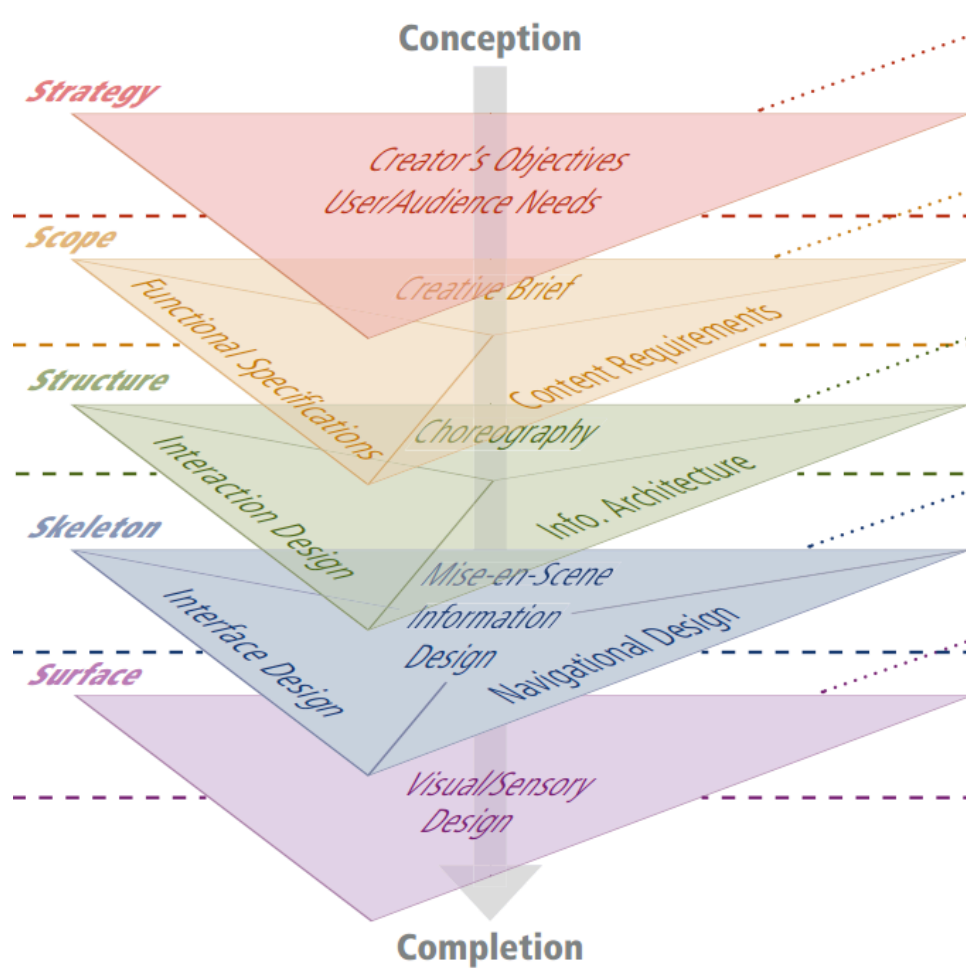 Conception
Strategy
Creator's Objectives
User/Audience Needs
Scope
Creative Brief
Functional Specifications
Content Requirements
Structure
Choreography
Interaction Design
Info. Architecture
Skeleton
Mise-en-Scene
Information
Design
Interface Design
Navigational Design
Surface
Visual/Sensory
Design
Completion